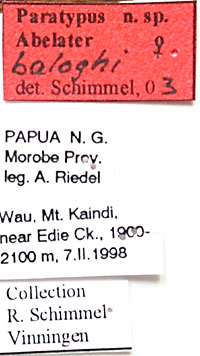 Paratypus n. sp.
Abelater ♀
baloghi
det. Schimmel, 03
PAPUA N. G.
Morobe Prov.
leg. A. Riedel
Wau, Mt. Kaindi,
near Edie Ck., 1900-
2100 m, 7.II.1998
Collection
R. Schimmel
Vinningen